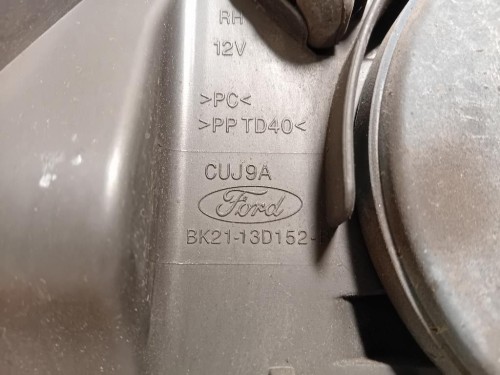 RH
12V
>PC<
>PP TD40<
CUJ9A
Ford
BK21-13D152-